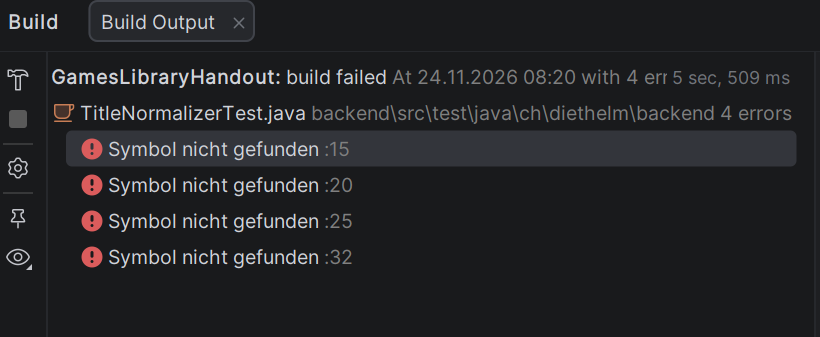 Build Build Output
GamesLibraryHandout: build failed At 24.11.2026 08:20 with 4 err 5 sec, 509 ms
TitleNormalizerTest.java backend\src\test\java\ch\diethelm\backend 4 errors
Symbol nicht gefunden :15
Symbol nicht gefunden :20
Symbol nicht gefunden :25
Symbol nicht gefunden :32